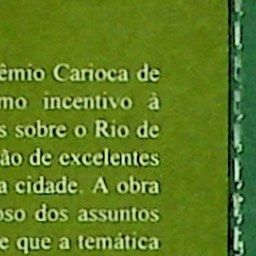 êmio Carioca de
mo incentivo à
s sobre o Rio de
ão de excelentes
a cidade. A obra
oso dos assuntos
e que a temática